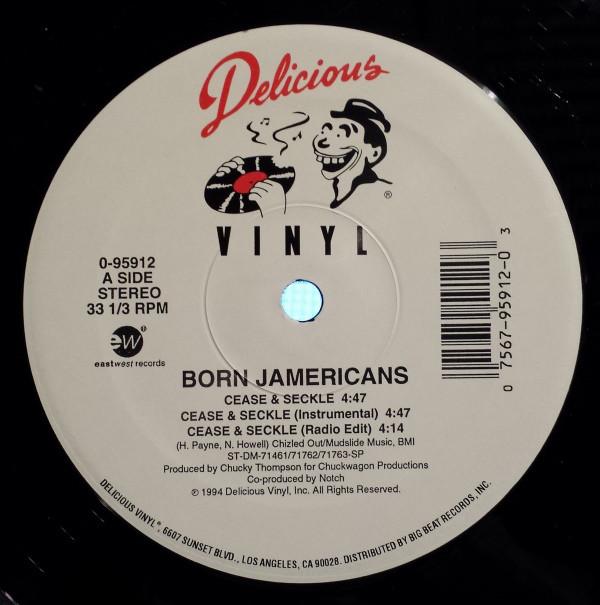 Delicious
VINYL
®
0-95912
A SIDE
STEREO
33 1/3 RPM
ew
eastwest records
0 7567-95912-0 3
BORN JAMERICANS
CEASE & SECKLE 4:47
CEASE & SECKLE (Instrumental) 4:47
CEASE & SECKLE (Radio Edit) 4:14
(H. Payne, N. Howell) Chizled Out/Mudslide Music, BMI
ST-DM-71461/71762/71763-SP
Produced by Chucky Thompson for Chuckwagon Productions
Co-produced by Notch
℗ 1994 Delicious Vinyl, Inc. All Rights Reserved.
DELICIOUS VINYL®, 6607 SUNSET BLVD., LOS ANGELES, CA 90028. DISTRIBUTED BY BIG BEAT RECORDS, INC.